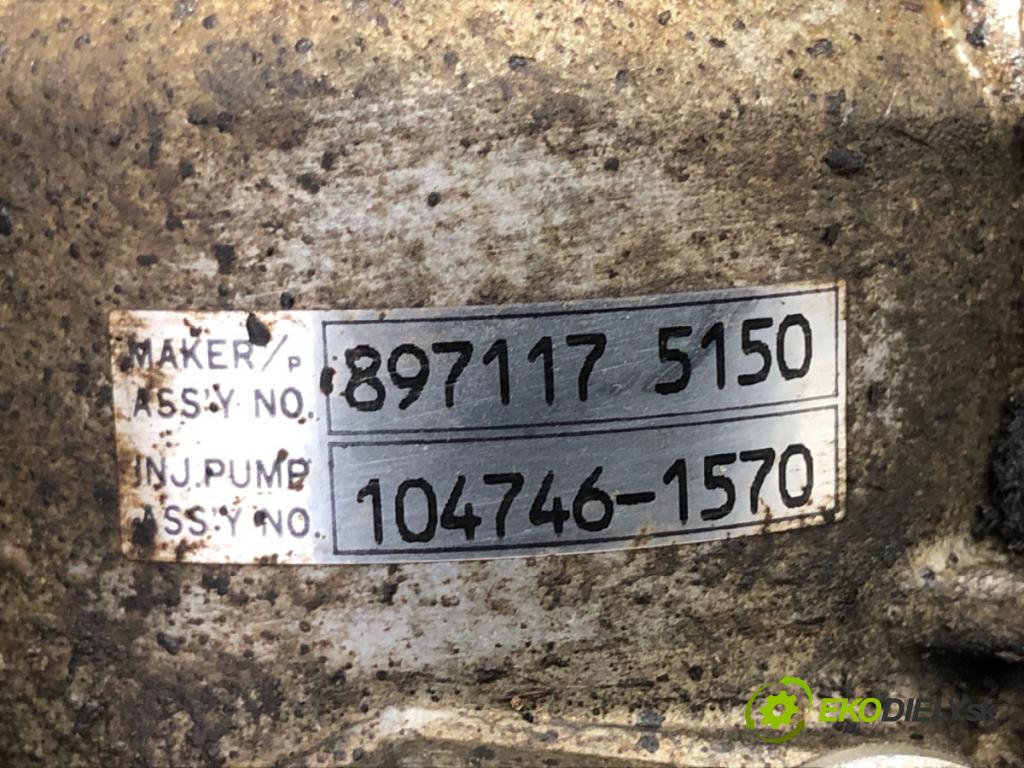 MAKER/P
ASS'Y NO.. 897117 5150
INJ.PUMP
ASS'Y NO.. 104746-1570
EKODIELY.sk